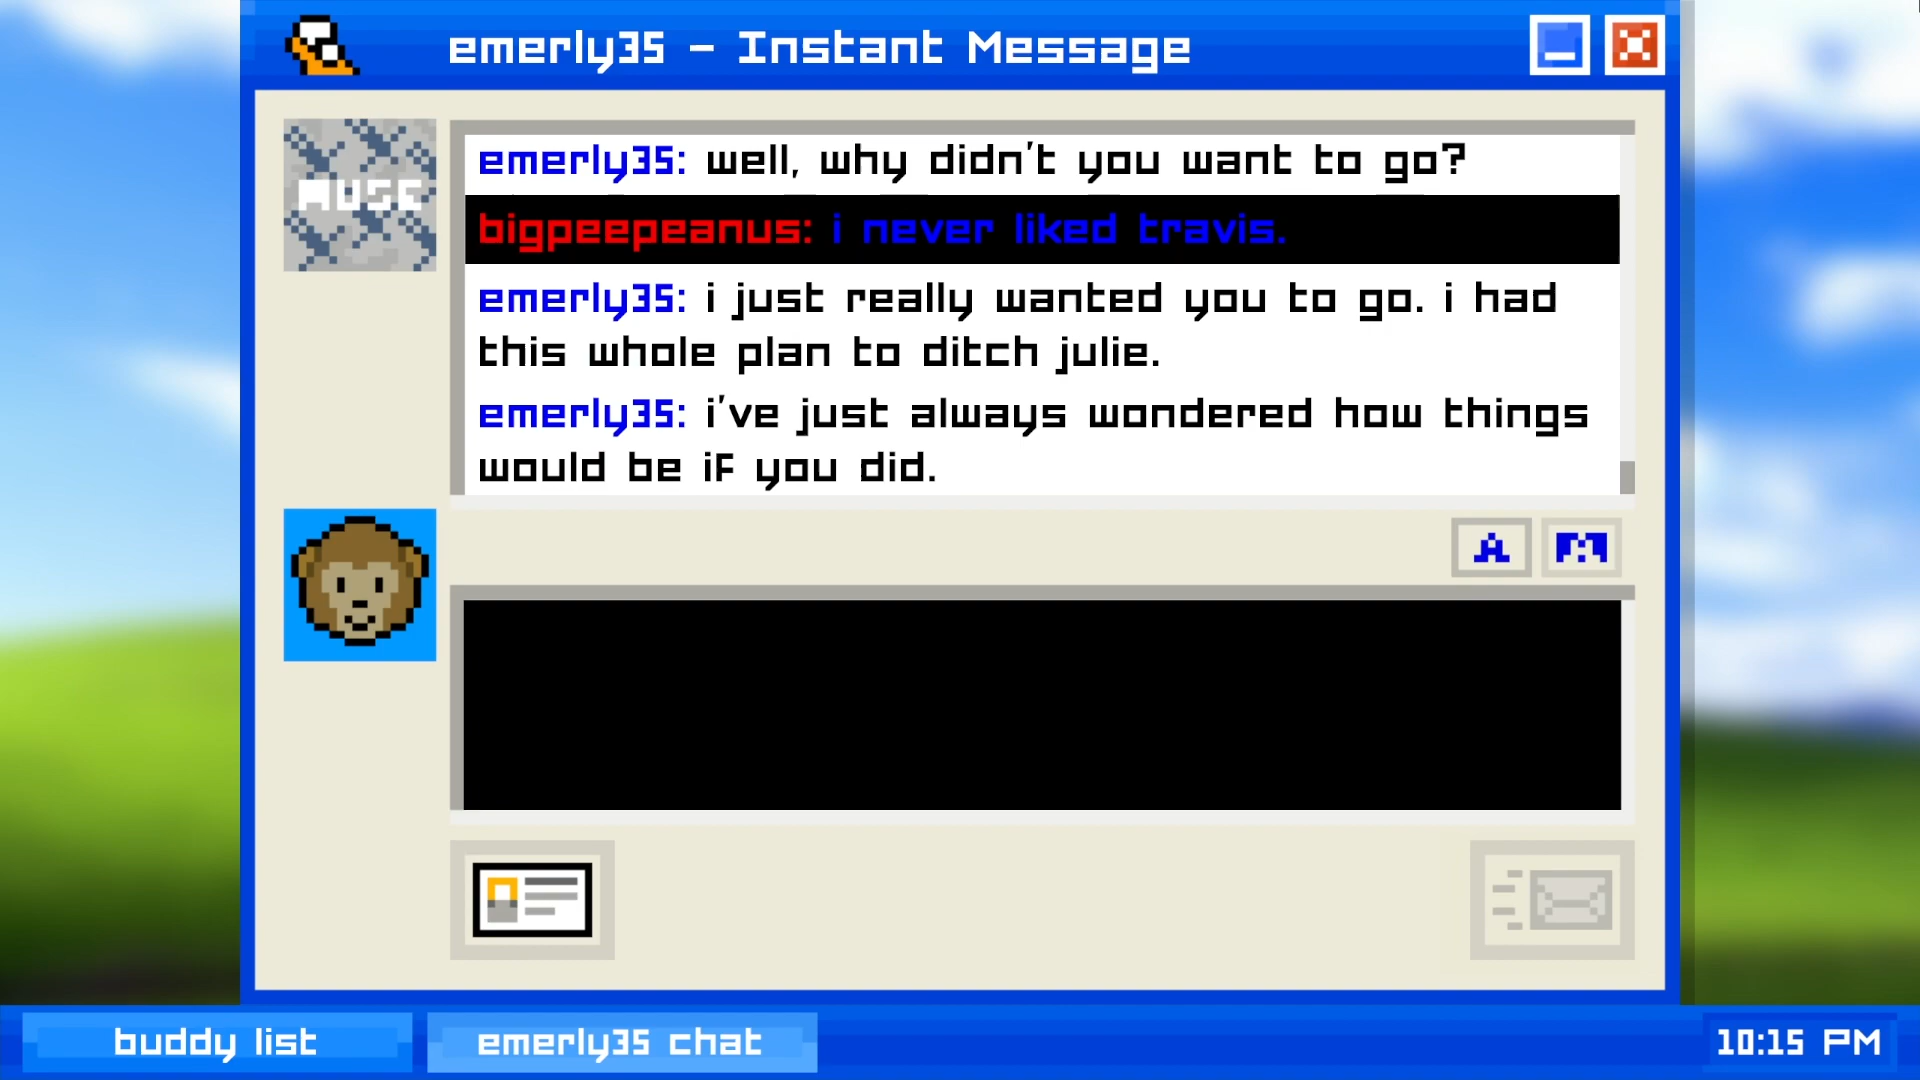 emerly35 - Instant Message
MUSE
emerly35: well, why didn't you want to go?
bigpeepeanus: i never liked travis.
emerly35: i just really wanted you to go. i had
this whole plan to ditch julie.
emerly35: i've just always wondered how things
would be if you did.
A
buddy list
emerly35 chat
10:15 PM